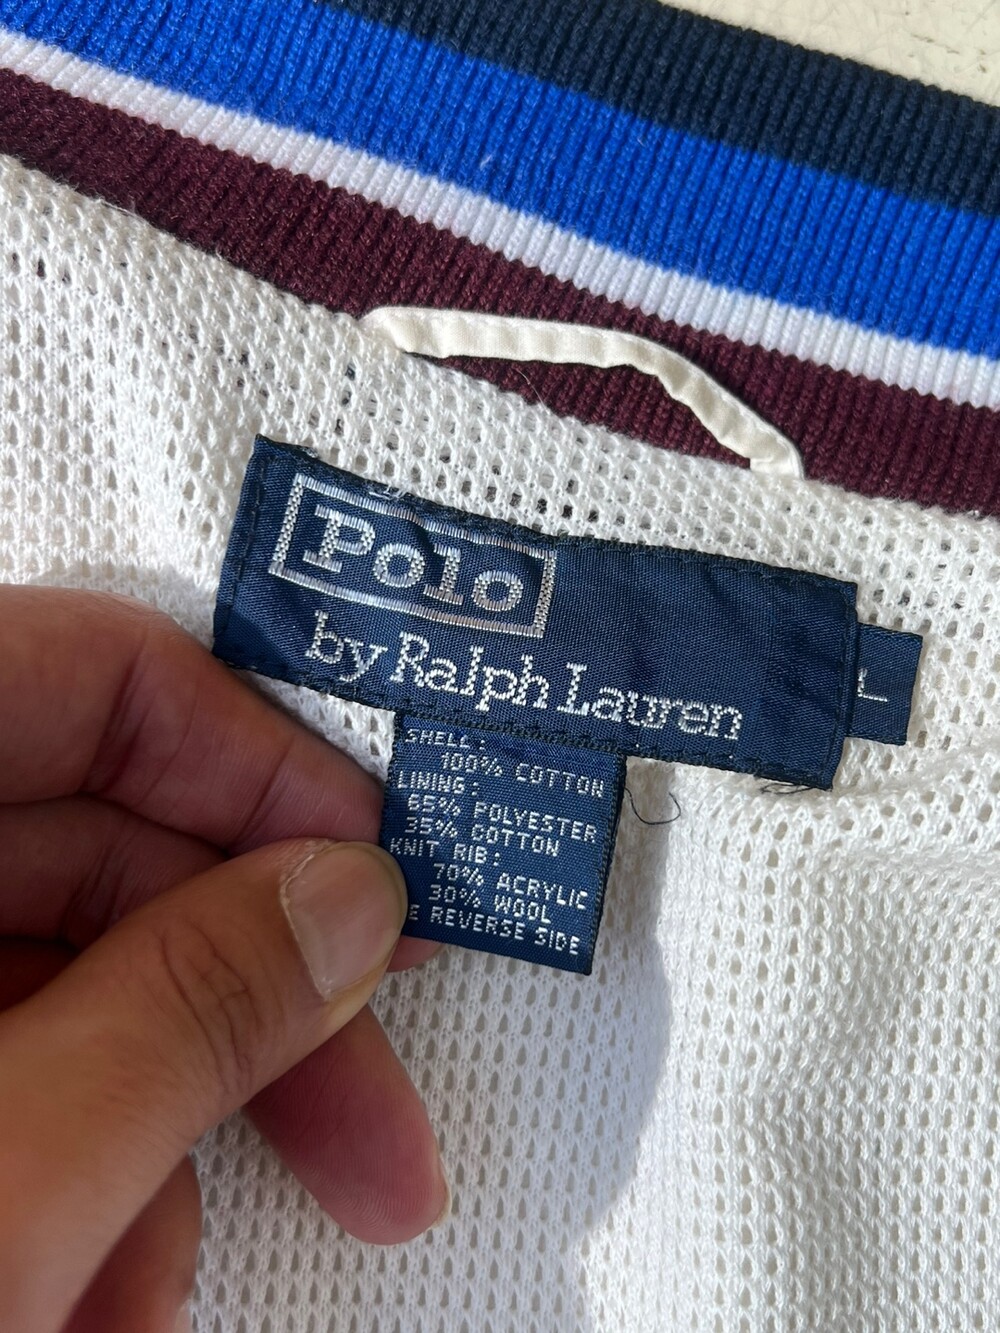 Polo
by Ralph Lauren
L
SHELL:
100% COTTON
LINING:
65% POLYESTER
35% COTTON
KNIT RIB:
70% ACRYLIC
30% WOOL
E REVERSE SIDE